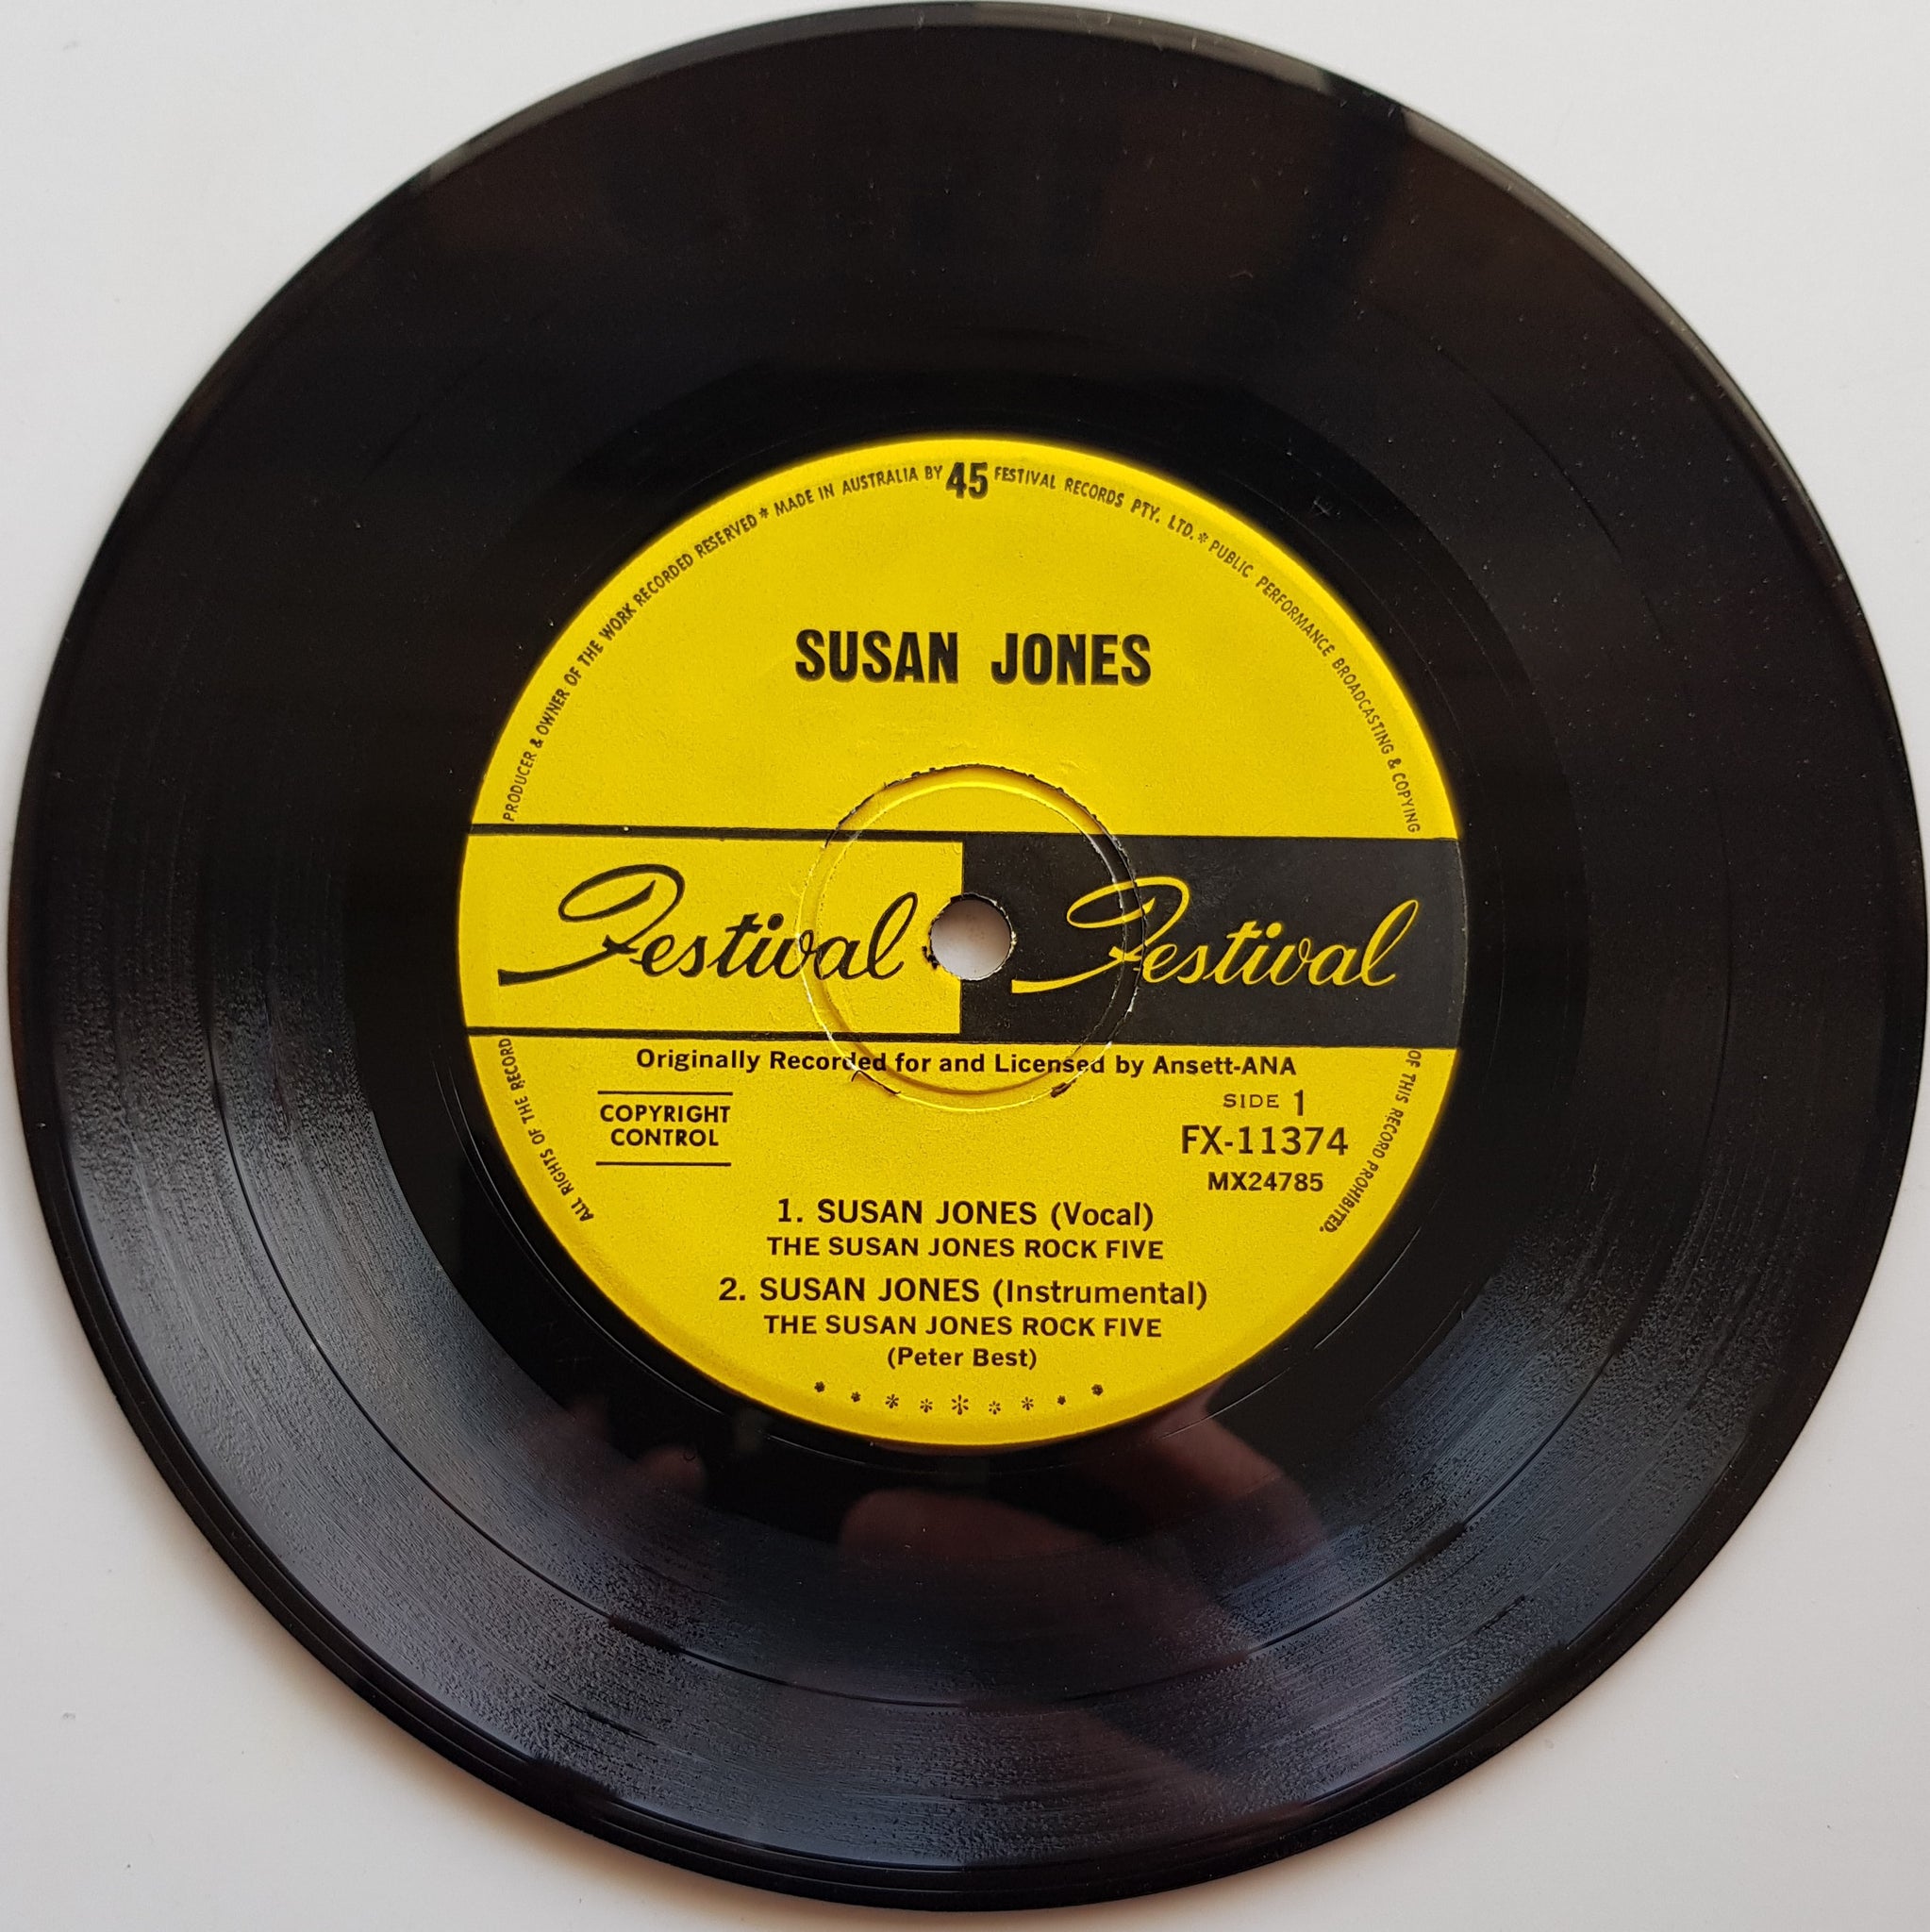 PRODUCER & OWNER OF THE WORK RECORDED RESERVED * MADE IN AUSTRALIA BY 45 FESTIVAL RECORDS PTY. LTD. * PUBLIC PERFORMANCE BROADCASTING & COPYING
SUSAN JONES
Festival Festival
Originally Recorded for and Licensed by Ansett-ANA
ALL RIGHTS OF THE RECORD
OF THIS RECORD PROHIBITED.
COPYRIGHT
CONTROL
SIDE 1
FX-11374
MX24785
1. SUSAN JONES (Vocal)
THE SUSAN JONES ROCK FIVE
2. SUSAN JONES (Instrumental)
THE SUSAN JONES ROCK FIVE
(Peter Best)
* * * * * * * * *